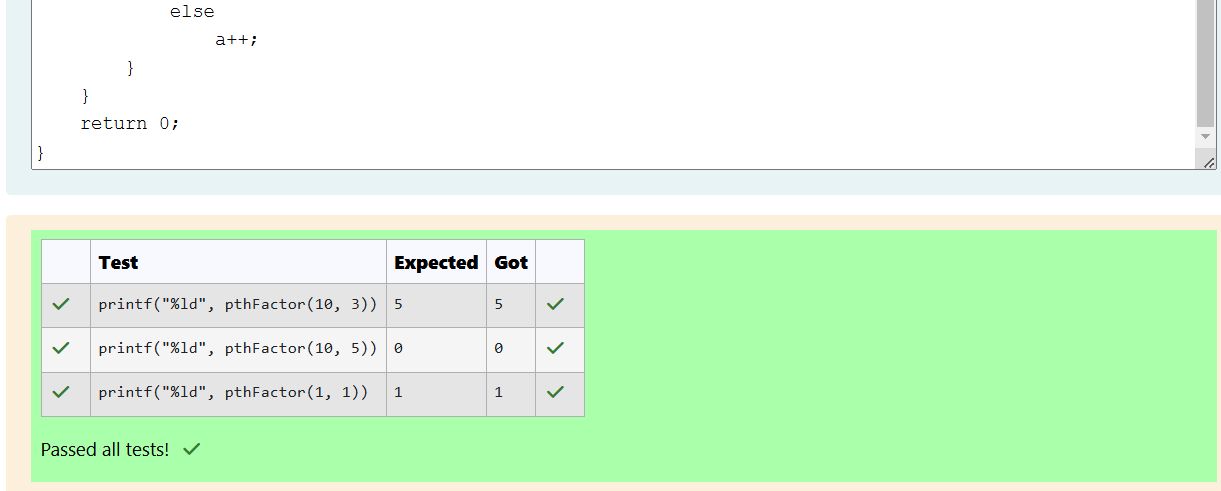 else
a++;
}
}
return 0;
}
Test Expected Got
printf("%ld", pthFactor(10, 3)) 5 5
printf("%ld", pthFactor(10, 5)) 0 0
printf("%ld", pthFactor(1, 1)) 1 1
Passed all tests!